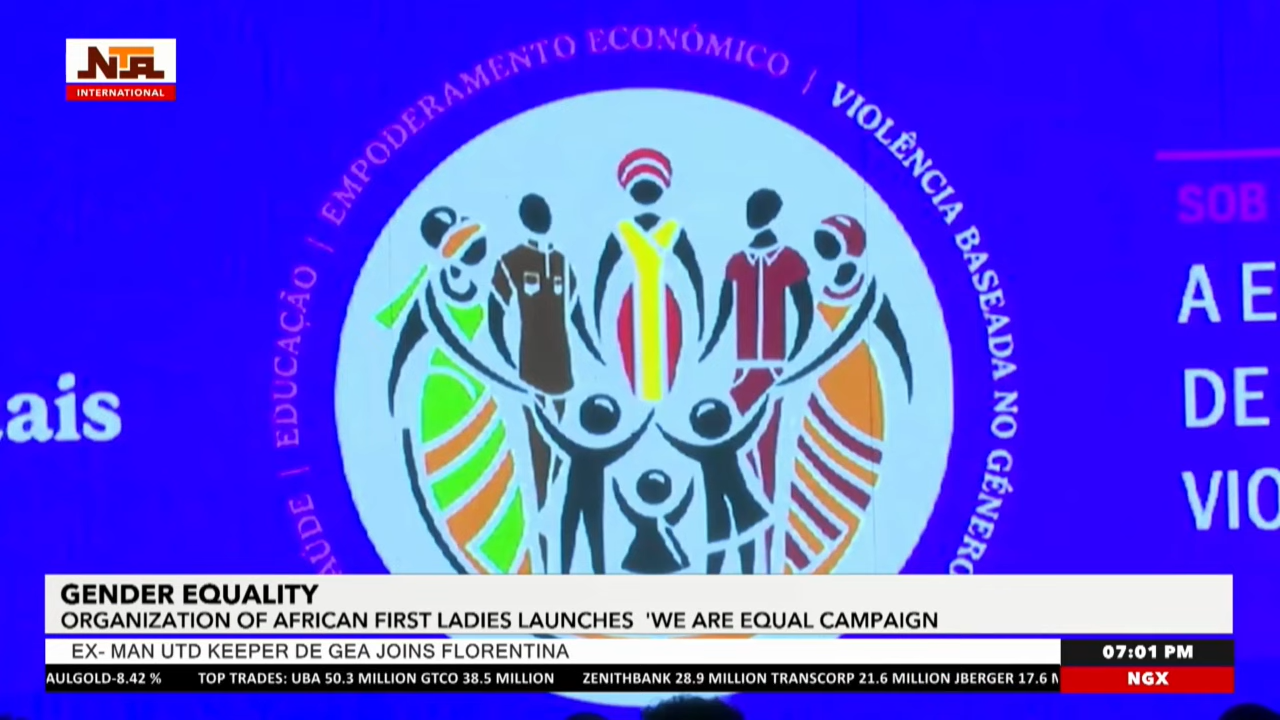 NTA
INTERNATIONAL
EDUCAÇÃO | EMPODERAMENTO ECONÓMICO | VIOLÊNCIA BASEADA NO GÉNERO
SOB
A E
DE
VIO
GENDER EQUALITY
ORGANIZATION OF AFRICAN FIRST LADIES LAUNCHES 'WE ARE EQUAL CAMPAIGN
EX- MAN UTD KEEPER DE GEA JOINS FLORENTINA
07:01 PM
AULGOLD-8.42 % TOP TRADES: UBA 50.3 MILLION GTCO 38.5 MILLION ZENITHBANK 28.9 MILLION TRANSCORP 21.6 MILLION JBERGER 17.6
NGX